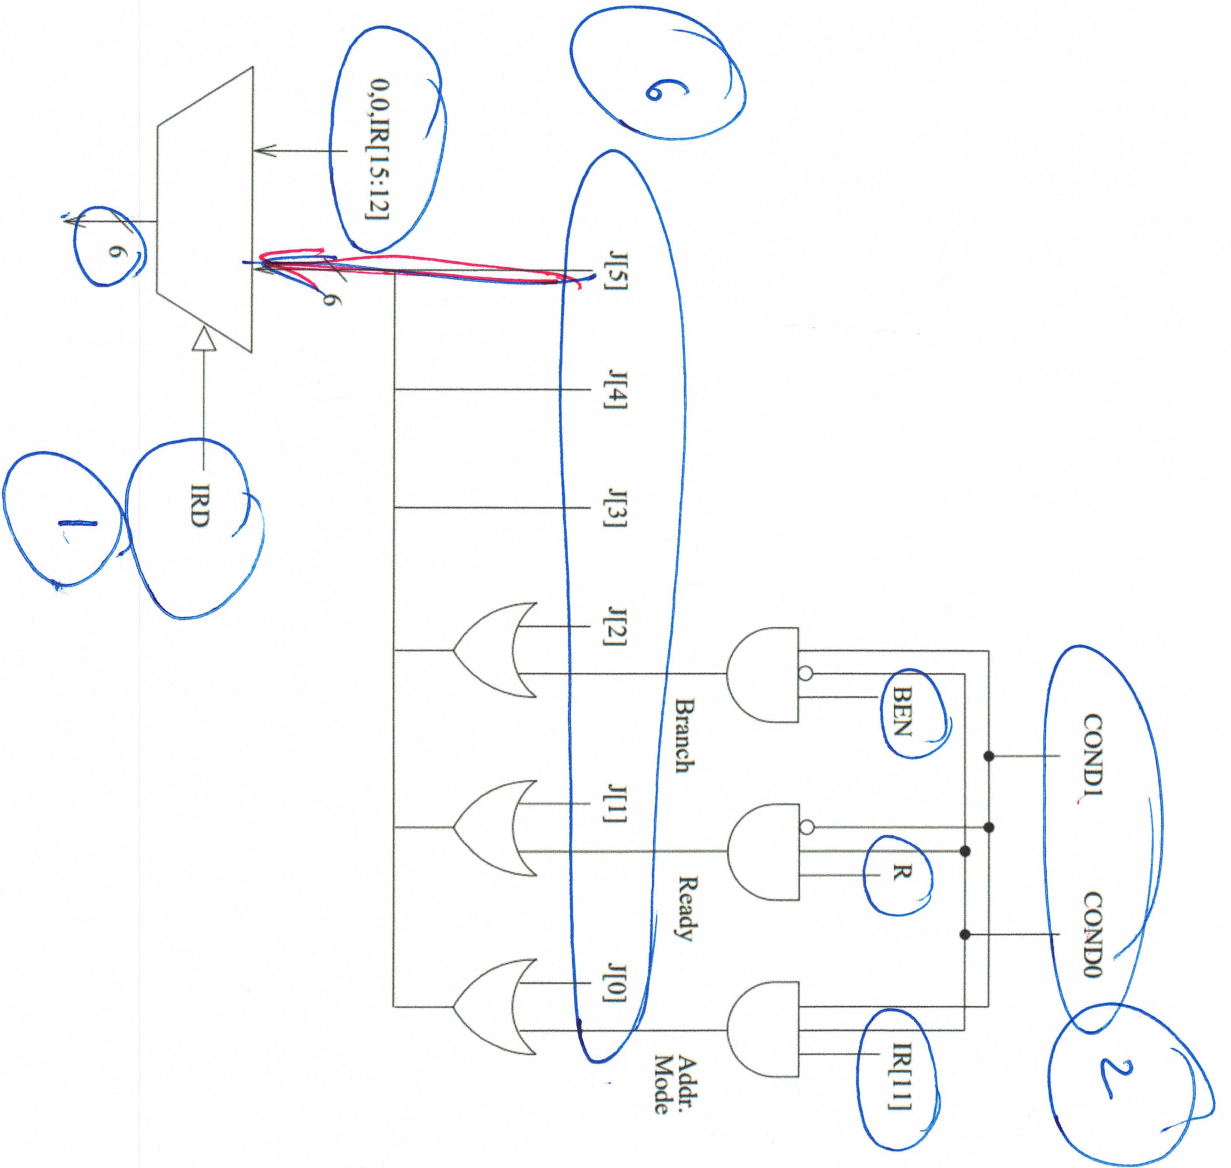 COND1
COND0
2
BEN
R
IR[11]
Branch
Ready
Addr.
Mode
6
J[5]
J[4]
J[3]
J[2]
J[1]
J[0]
0,0,IR[15:12]
6
IRD
1
6